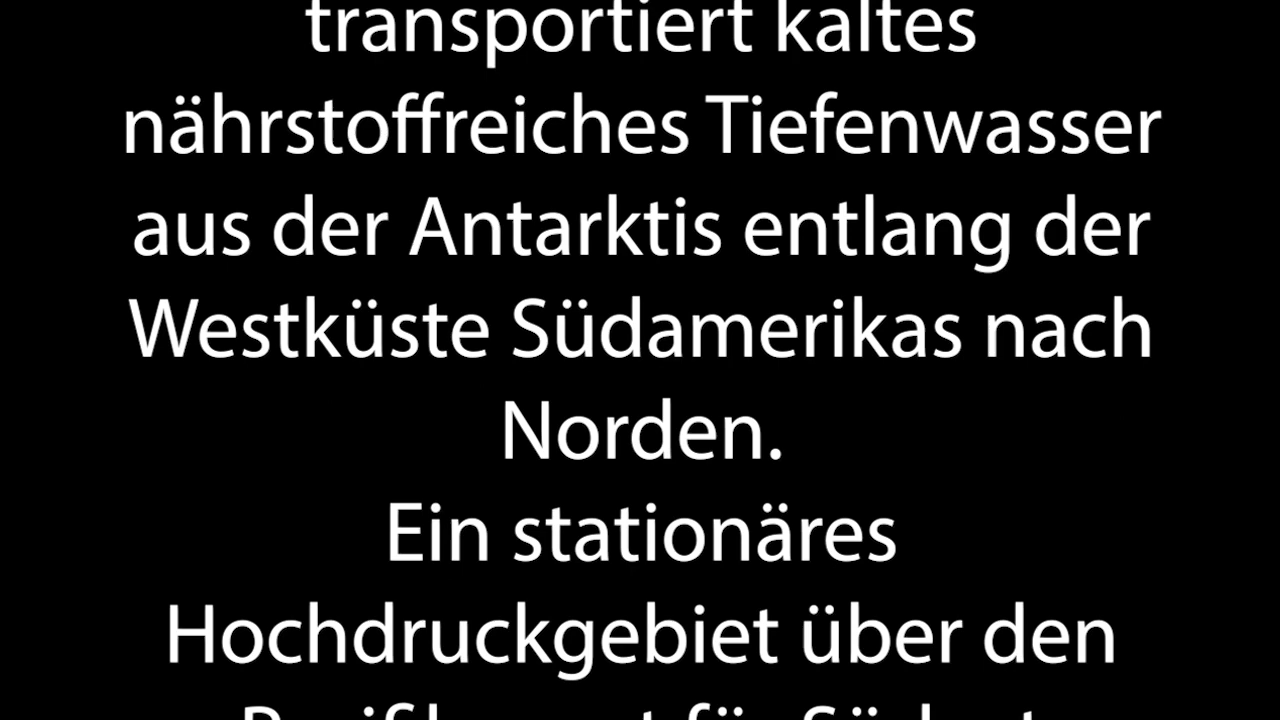 transportiert kaltes
nährstoffreiches Tiefenwasser
aus der Antarktis entlang der
Westküste Südamerikas nach
Norden.
Ein stationäres
Hochdruckgebiet über den